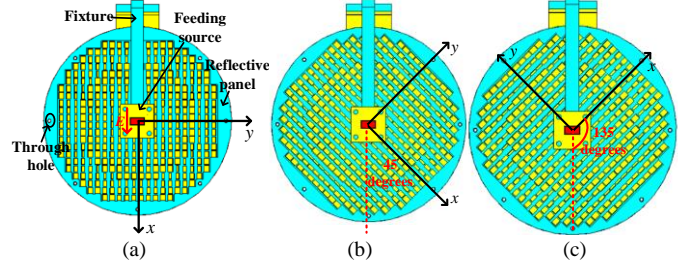 Fixture
Feeding
source
Reflective
panel
E
y
Through
hole
x
(a)
y
45
degrees
x
(b)
y
x
135
degrees
(c)